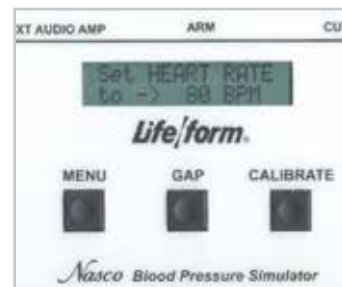 XT AUDIO AMP ARM CU
Set HEART RATE
to -> 80 BPM
Life/form®
MENU GAP CALIBRATE
Nasco Blood Pressure Simulator